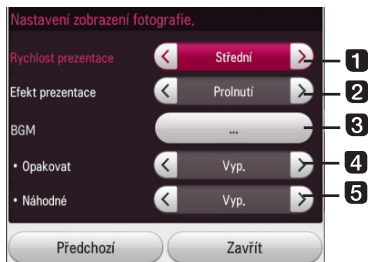 Nastavení zobrazení fotografie.
Rychlost prezentace Střední 1
Efekt prezentace Prolnutí 2
BGM ... 3
• Opakovat Vyp. 4
• Náhodné Vyp. 5
Předchozí Zavřít